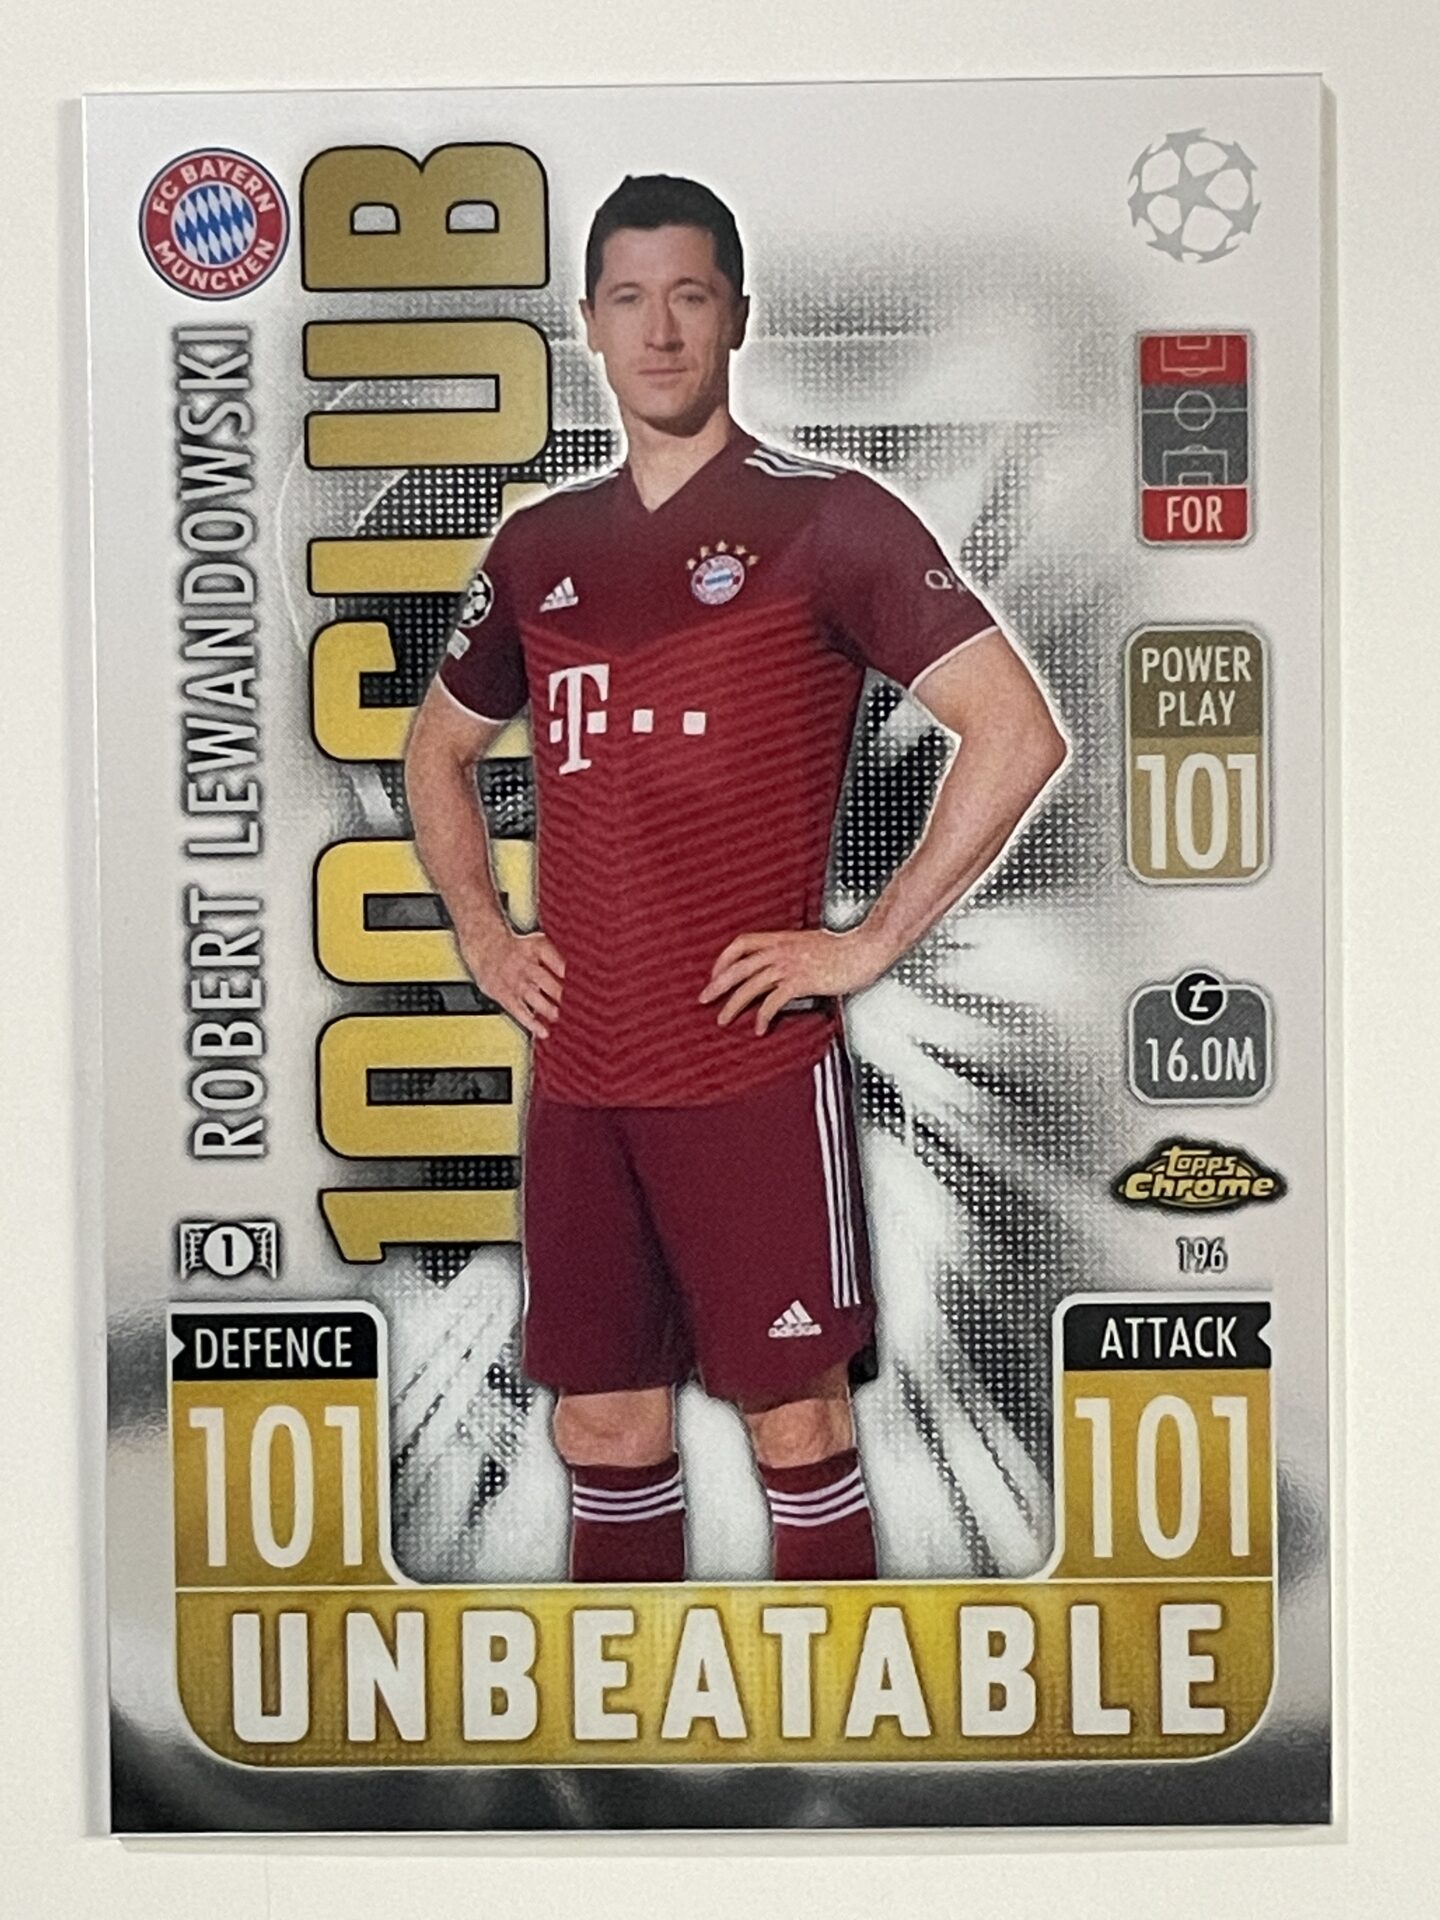 FC BAYERN
MÜNCHEN
ROBERT LEWANDOWSKI
100 CLUB
FOR
POWER
PLAY
101
t
16.0M
topps
Chrome
196
1
T
adidas
DEFENCE
101
ATTACK
101
UNBEATABLE